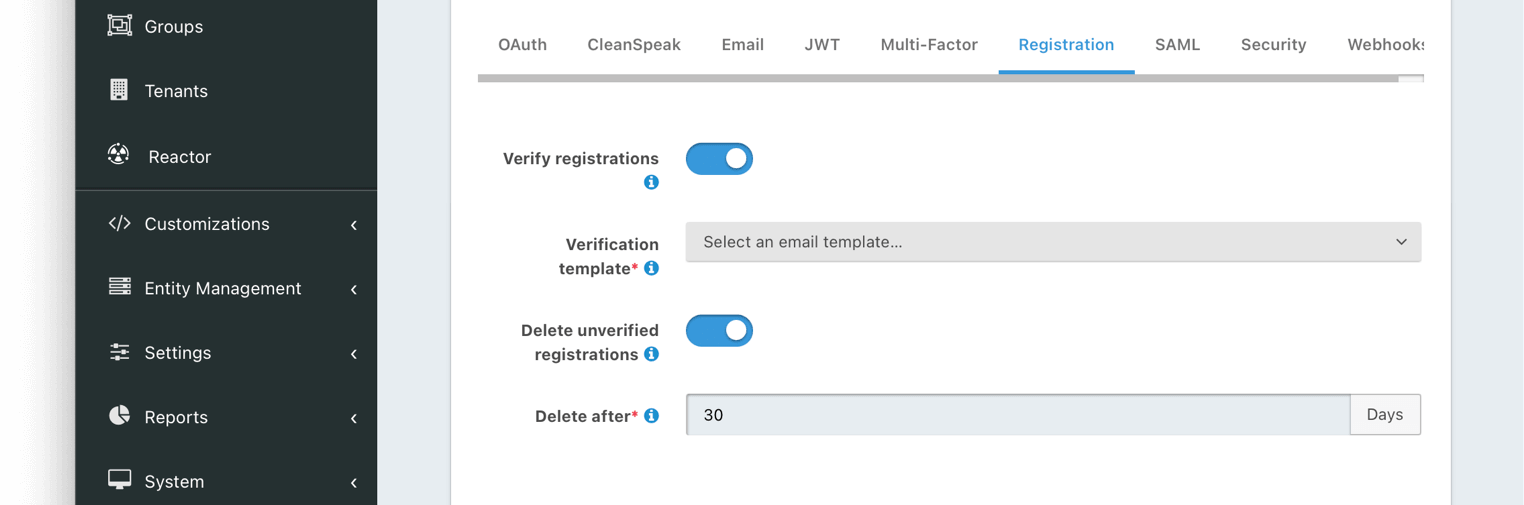 Groups
Tenants
Reactor
Customizations
Entity Management
Settings
Reports
System
OAuth CleanSpeak Email JWT Multi-Factor Registration SAML Security Webhooks
Verify registrations
Verification
template*
Select an email template...
Delete unverified
registrations
Delete after*
30
Days